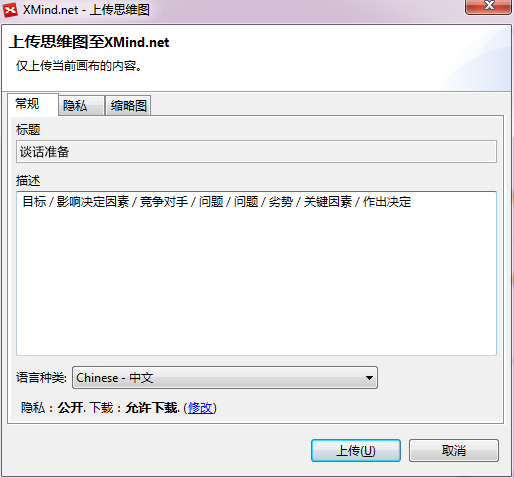 XMind.net - 上传思维图
上传思维图至XMind.net
仅上传当前画布的内容。
常规 隐私 缩略图
标题
谈话准备
描述
目标 / 影响决定因素 / 竞争对手 / 问题 / 问题 / 劣势 / 关键因素 / 作出决定
语言种类: Chinese - 中文
隐私：公开. 下载：允许下载. (修改)
上传(U) 取消